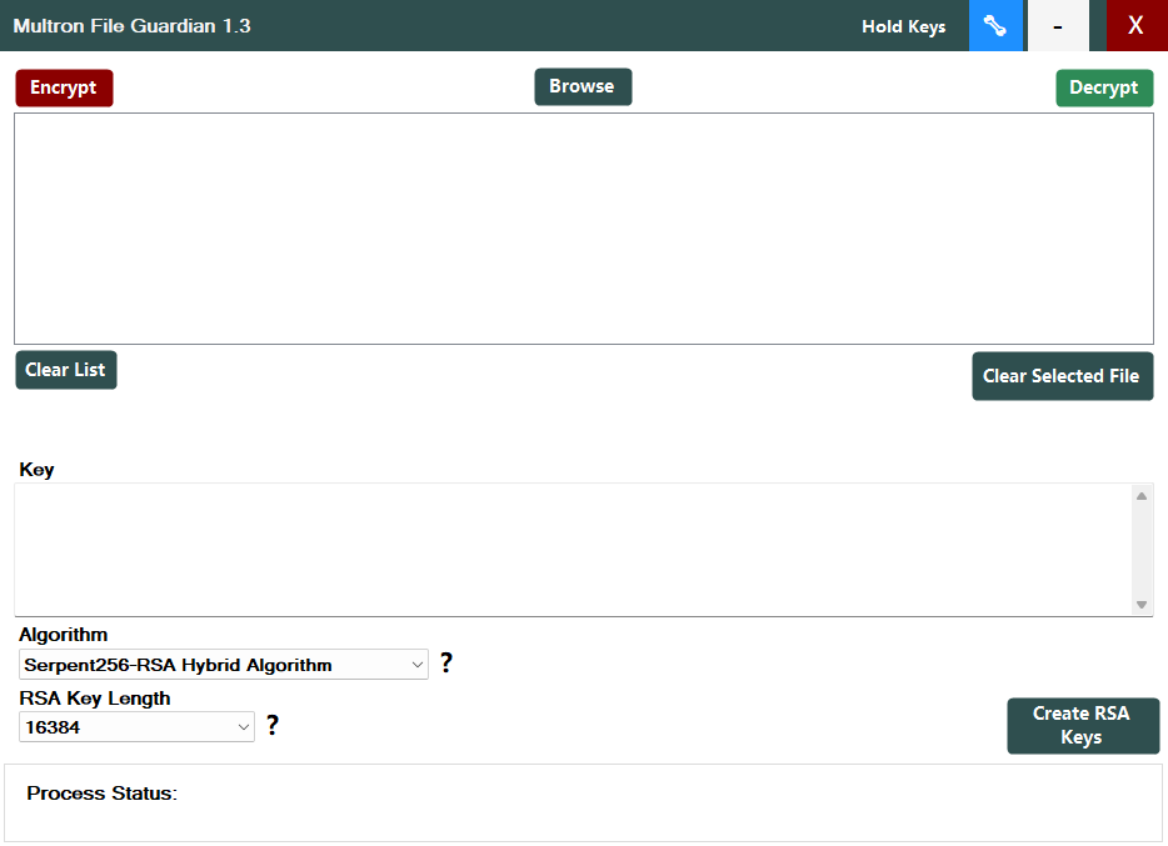 Multron File Guardian 1.3
Hold Keys
-
X
Encrypt
Browse
Decrypt
Clear List
Clear Selected File
Key
Algorithm
Serpent256-RSA Hybrid Algorithm
?
RSA Key Length
16384
?
Create RSA
Keys
Process Status: